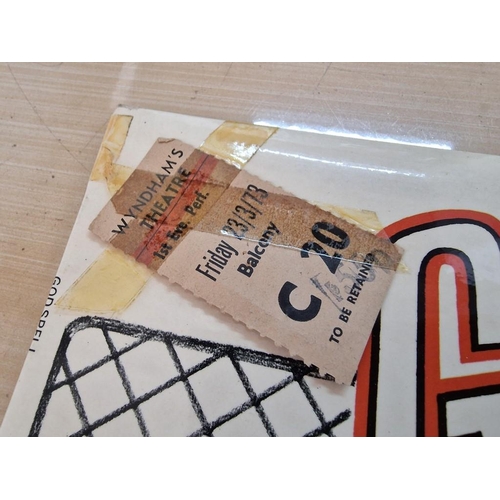 WYNDHAM'S
THEATRE
1st Eve. Perf.
Friday 23/3/73
Balcony
C 20
TO BE RETAINED
GODSPELL